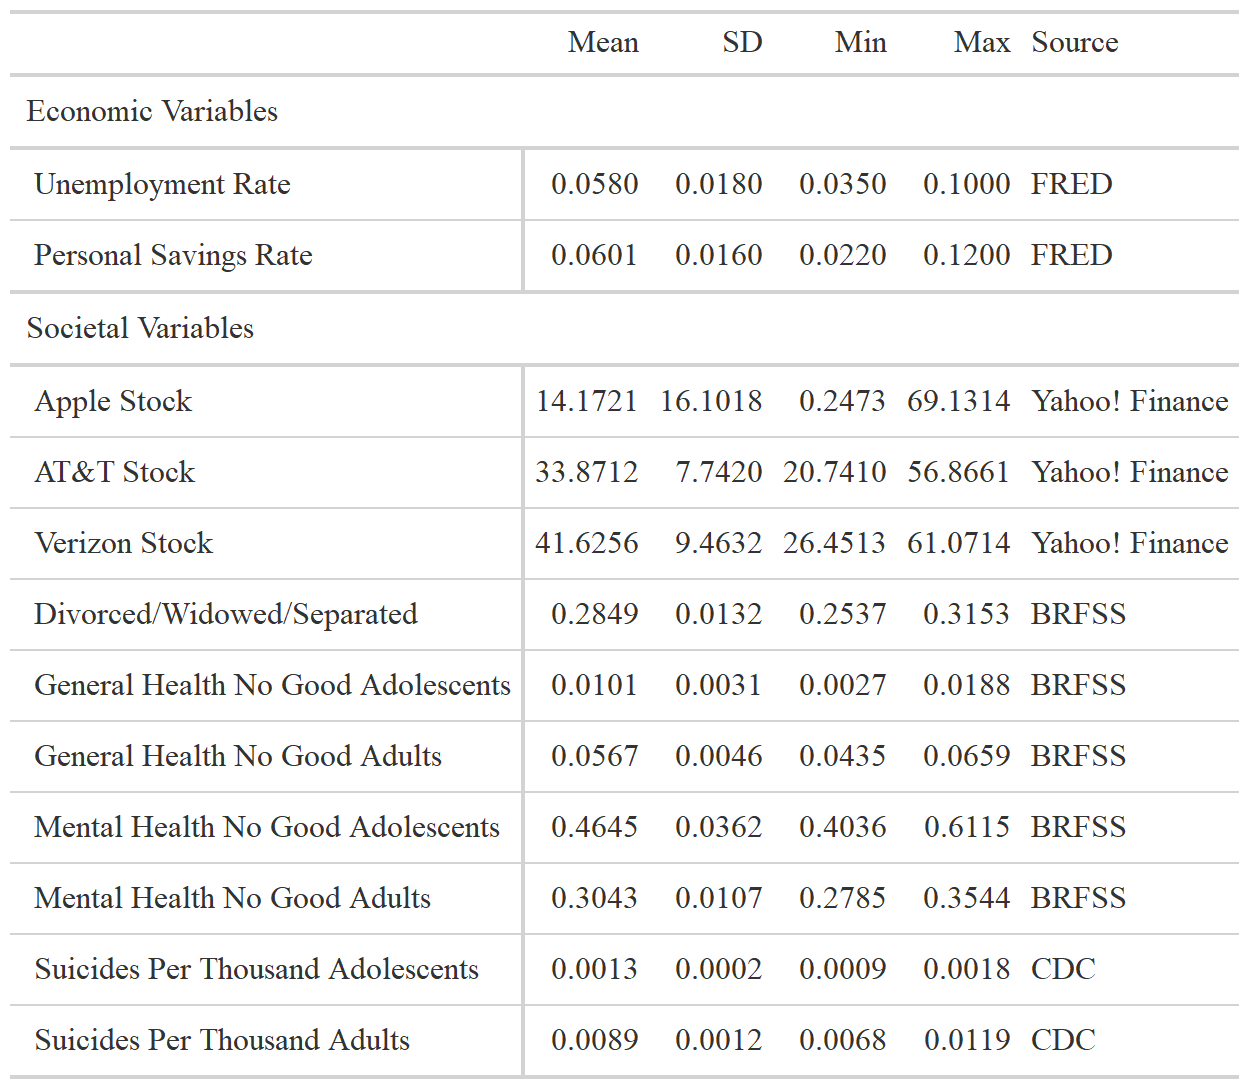 Mean SD Min Max Source
Economic Variables
Unemployment Rate 0.0580 0.0180 0.0350 0.1000 FRED
Personal Savings Rate 0.0601 0.0160 0.0220 0.1200 FRED
Societal Variables
Apple Stock 14.1721 16.1018 0.2473 69.1314 Yahoo! Finance
AT&T Stock 33.8712 7.7420 20.7410 56.8661 Yahoo! Finance
Verizon Stock 41.6256 9.4632 26.4513 61.0714 Yahoo! Finance
Divorced/Widowed/Separated 0.2849 0.0132 0.2537 0.3153 BRFSS
General Health No Good Adolescents 0.0101 0.0031 0.0027 0.0188 BRFSS
General Health No Good Adults 0.0567 0.0046 0.0435 0.0659 BRFSS
Mental Health No Good Adolescents 0.4645 0.0362 0.4036 0.6115 BRFSS
Mental Health No Good Adults 0.3043 0.0107 0.2785 0.3544 BRFSS
Suicides Per Thousand Adolescents 0.0013 0.0002 0.0009 0.0018 CDC
Suicides Per Thousand Adults 0.0089 0.0012 0.0068 0.0119 CDC